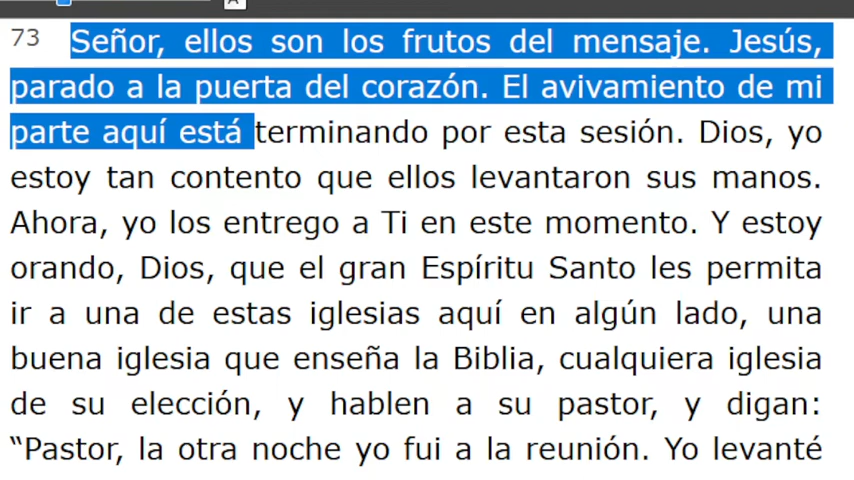 73 Señor, ellos son los frutos del mensaje. Jesús,
parado a la puerta del corazón. El avivamiento de mi
parte aquí está terminando por esta sesión. Dios, yo
estoy tan contento que ellos levantaron sus manos.
Ahora, yo los entrego a Ti en este momento. Y estoy
orando, Dios, que el gran Espíritu Santo les permita
ir a una de estas iglesias aquí en algún lado, una
buena iglesia que enseña la Biblia, cualquiera iglesia
de su elección, y hablen a su pastor, y digan:
“Pastor, la otra noche yo fui a la reunión. Yo levanté